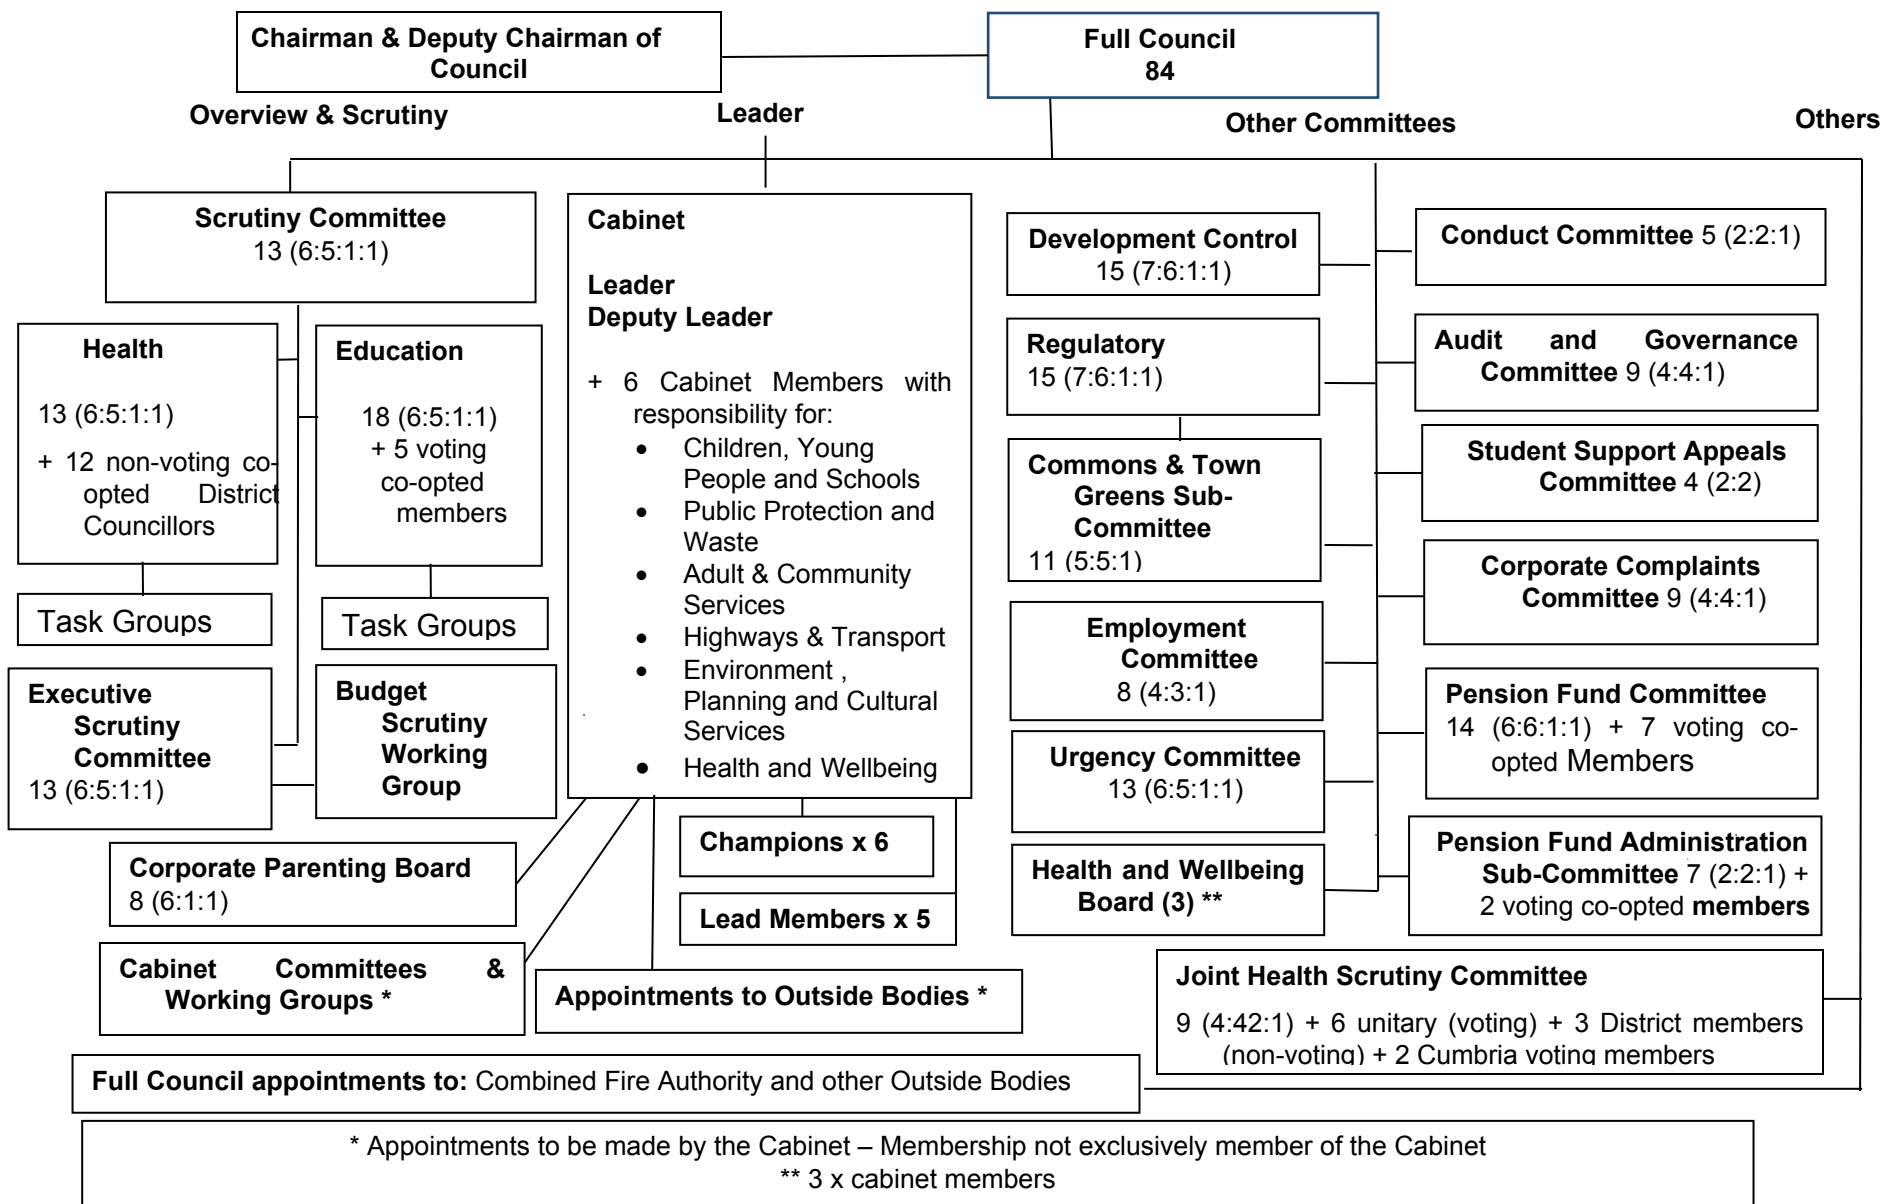 Chairman & Deputy Chairman of
Council
Full Council
84
Overview & Scrutiny
Leader
Other Committees
Others
Scrutiny Committee
13 (6:5:1:1)
Health
13 (6:5:1:1)
+ 12 non-voting co-
opted District
Councillors
Education
18 (6:5:1:1)
+ 5 voting
co-opted
members
Task Groups
Task Groups
Executive
Scrutiny
Committee
13 (6:5:1:1)
Budget
Scrutiny
Working
Group
Cabinet
Leader
Deputy Leader
+ 6 Cabinet Members with
responsibility for:
• Children, Young
People and Schools
• Public Protection and
Waste
• Adult & Community
Services
• Highways & Transport
• Environment ,
Planning and Cultural
Services
• Health and Wellbeing
Corporate Parenting Board
8 (6:1:1)
Cabinet Committees &
Working Groups *
Champions x 6
Lead Members x 5
Appointments to Outside Bodies *
Development Control
15 (7:6:1:1)
Regulatory
15 (7:6:1:1)
Commons & Town
Greens Sub-
Committee
11 (5:5:1)
Employment
Committee
8 (4:3:1)
Urgency Committee
13 (6:5:1:1)
Health and Wellbeing
Board (3) **
Conduct Committee 5 (2:2:1)
Audit and Governance
Committee 9 (4:4:1)
Student Support Appeals
Committee 4 (2:2)
Corporate Complaints
Committee 9 (4:4:1)
Pension Fund Committee
14 (6:6:1:1) + 7 voting co-
opted Members
Pension Fund Administration
Sub-Committee 7 (2:2:1) +
2 voting co-opted members
Joint Health Scrutiny Committee
9 (4:42:1) + 6 unitary (voting) + 3 District members
(non-voting) + 2 Cumbria voting members
Full Council appointments to: Combined Fire Authority and other Outside Bodies
* Appointments to be made by the Cabinet – Membership not exclusively member of the Cabinet
** 3 x cabinet members